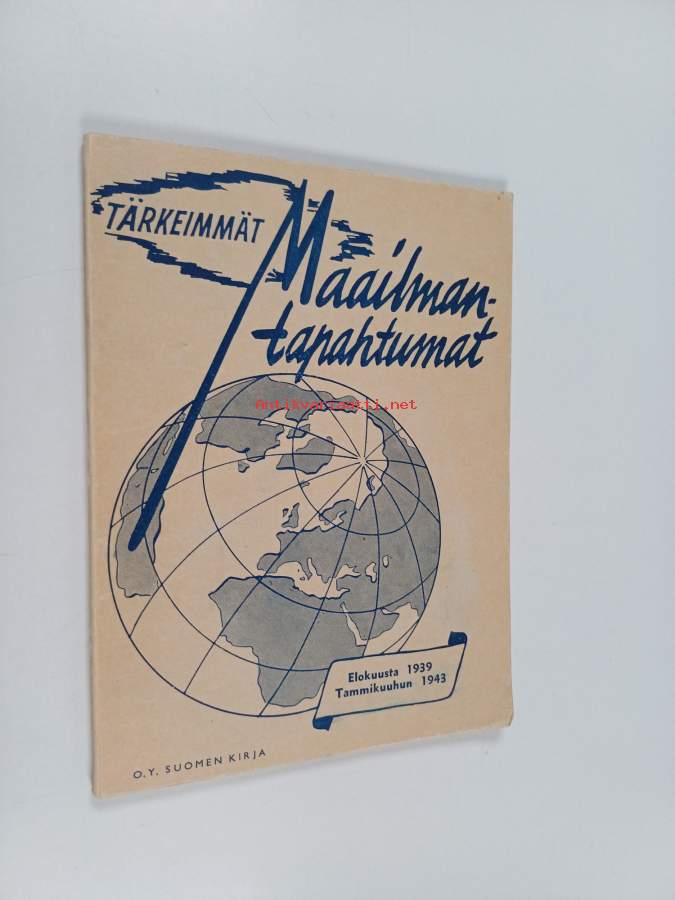 TÄRKEIMMÄT
Maailman-
tapahtumat
Antikvariaatti.net
Elokuusta 1939
Tammikuuhun 1943
O.Y. SUOMEN KIRJA